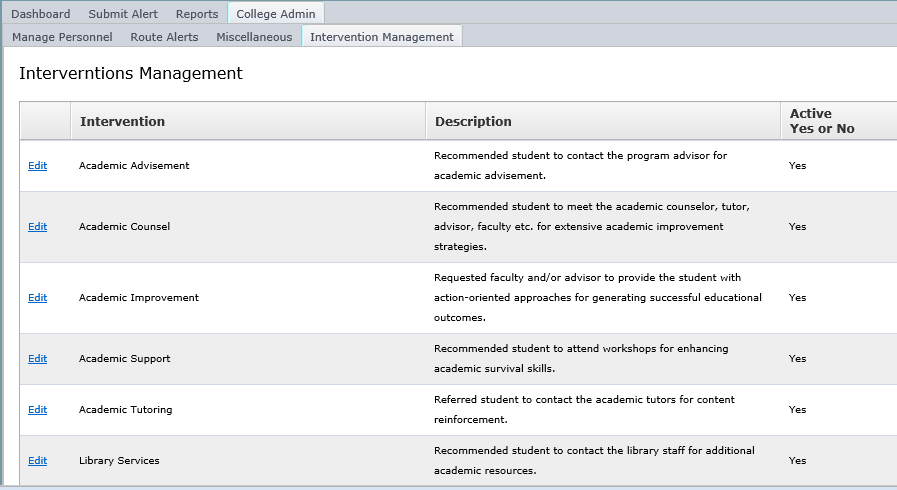 Dashboard Submit Alert Reports College Admin
Manage Personnel Route Alerts Miscellaneous Intervention Management
Interverntions Management
Intervention Description Active
Yes or No
Edit Academic Advisement Recommended student to contact the program advisor for
academic advisement. Yes
Edit Academic Counsel Recommended student to meet the academic counselor, tutor,
advisor, faculty etc. for extensive academic improvement
strategies. Yes
Edit Academic Improvement Requested faculty and/or advisor to provide the student with
action-oriented approaches for generating successful educational
outcomes. Yes
Edit Academic Support Recommended student to attend workshops for enhancing
academic survival skills. Yes
Edit Academic Tutoring Referred student to contact the academic tutors for content
reinforcement. Yes
Edit Library Services Recommended student to contact the library staff for additional
academic resources. Yes